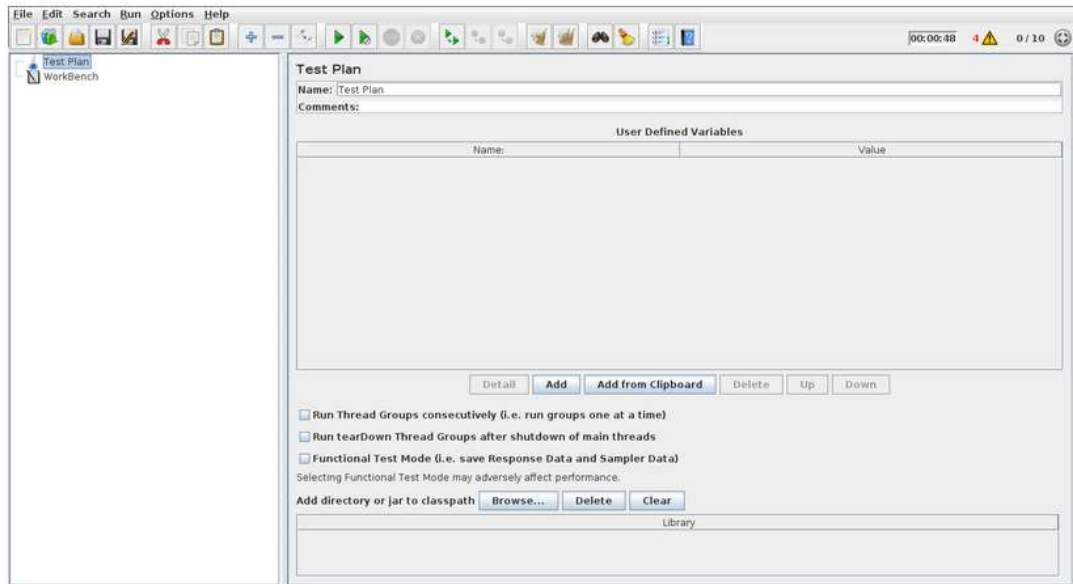 File Edit Search Run Options Help
00:00:48 4 0/10
Test Plan
WorkBench
Test Plan
Name: Test Plan
Comments:
User Defined Variables
Name: Value
Detail Add Add from Clipboard Delete Up Down
Run Thread Groups consecutively (i.e. run groups one at a time)
Run tearDown Thread Groups after shutdown of main threads
Functional Test Mode (i.e. save Response Data and Sampler Data)
Selecting Functional Test Mode may adversely affect performance.
Add directory or jar to classpath Browse... Delete Clear
Library